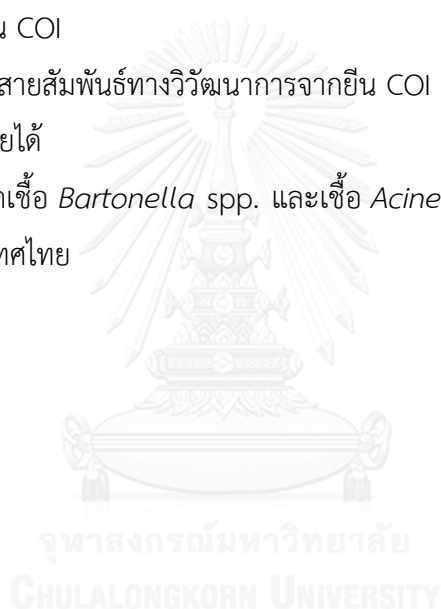 น COI
สายสัมพันธ์ทางวิวัฒนาการจากยีน COI
ยได้
เชื้อ Bartonella spp. และเชื้อ Acine
ทศไทย
จุฬาลงกรณ์มหาวิทยาลัย
CHULALONGKORN UNIVERSITY